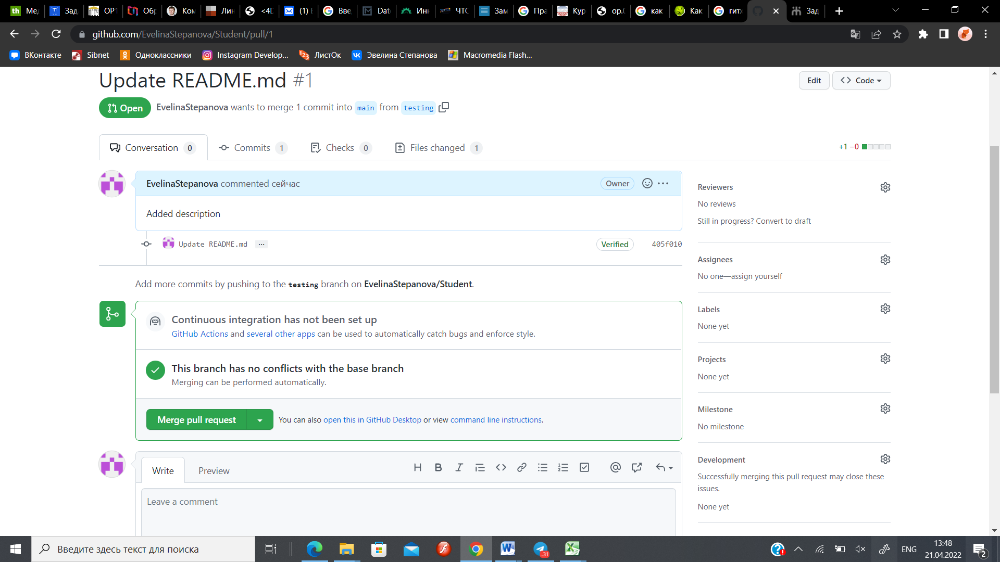 Ме, Зад ОР1 Обр Ком Лин <4D (1) Е Вве, Date Инн ЧТО Зам Пра Кур ор.( как Как гитх Зад
github.com/EvelinaStepanova/Student/pull/1
ВКонтакте Sibnet Одноклассники Instagram Develop... ЛистОк Эвелина Степанова Macromedia Flash...
Update README.md #1
Edit Code
Open EvelinaStepanova wants to merge 1 commit into main from testing
Conversation 0 Commits 1 Checks 0 Files changed 1
+1 −0
EvelinaStepanova commented сейчас Owner
Added description
Update README.md ... Verified 405f010
Add more commits by pushing to the testing branch on EvelinaStepanova/Student.
Continuous integration has not been set up
GitHub Actions and several other apps can be used to automatically catch bugs and enforce style.
This branch has no conflicts with the base branch
Merging can be performed automatically.
Merge pull request You can also open this in GitHub Desktop or view command line instructions.
Write Preview
Leave a comment
Reviewers
No reviews
Still in progress? Convert to draft
Assignees
No one—assign yourself
Labels
None yet
Projects
None yet
Milestone
No milestone
Development
Successfully merging this pull request may close these
issues.
None yet
Введите здесь текст для поиска
ENG
13:48
21.04.2022
2